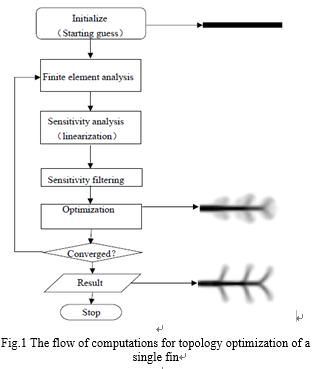 Initialize
（Starting guess）
Finite element analysis
Sensitivity analysis
（linearization）
Sensitivity filtering
Optimization
Converged?
Result
Stop
Fig.1 The flow of computations for topology optimization of a
single fin